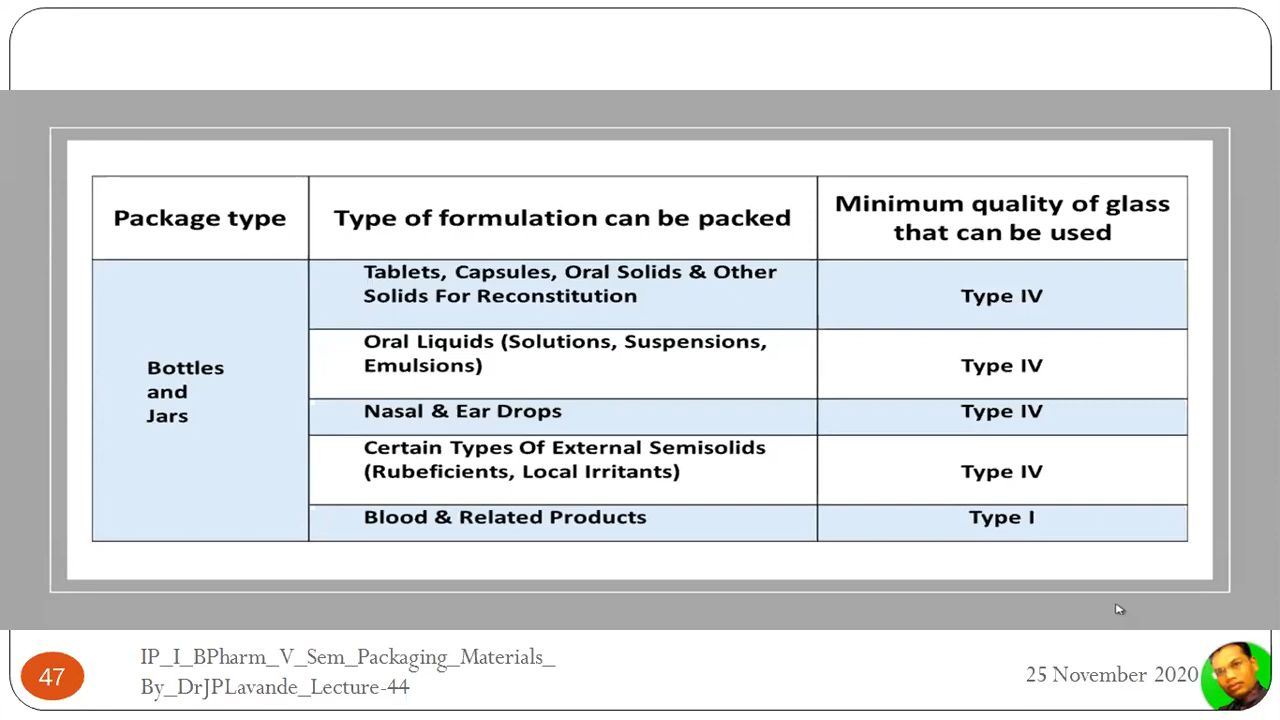 Package type
Type of formulation can be packed
Minimum quality of glass
that can be used
Bottles
and
Jars
Tablets, Capsules, Oral Solids & Other
Solids For Reconstitution
Type IV
Oral Liquids (Solutions, Suspensions,
Emulsions)
Type IV
Nasal & Ear Drops
Type IV
Certain Types Of External Semisolids
(Rubeficients, Local Irritants)
Type IV
Blood & Related Products
Type I
47
IP_I_BPharm_V_Sem_Packaging_Materials_
By_DrJPLavande_Lecture-44
25 November 2020